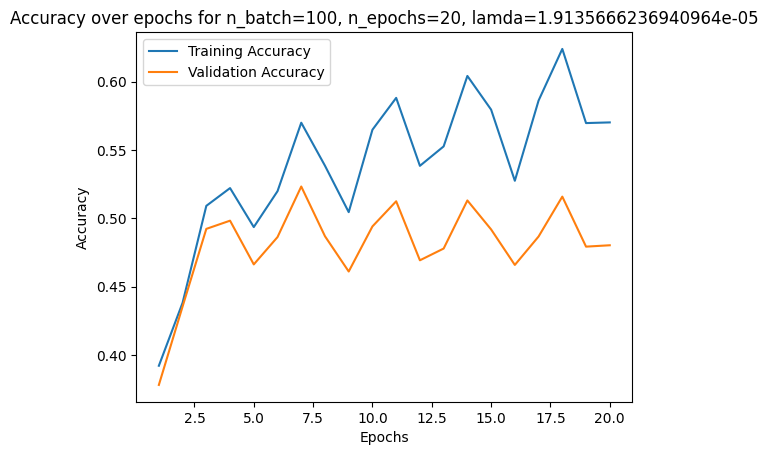 Accuracy over epochs for n_batch=100, n_epochs=20, lamda=1.9135666236940964e-05
Training Accuracy
Validation Accuracy
0.60
0.55
0.50
0.45
0.40
Accuracy
2.5 5.0 7.5 10.0 12.5 15.0 17.5 20.0
Epochs